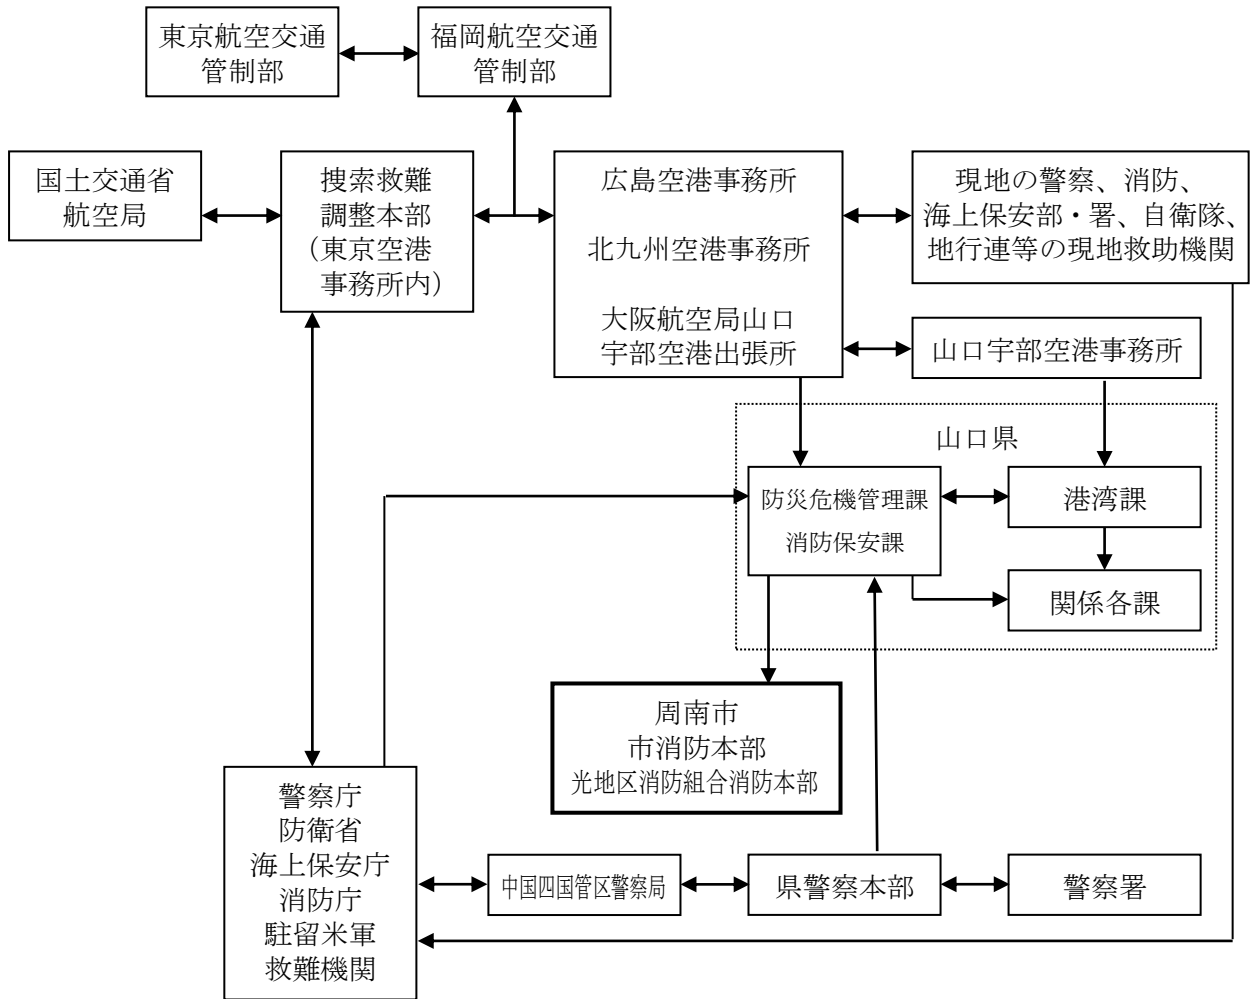 東京航空交通
管制部
福岡航空交通
管制部
国土交通省
航空局
捜索救難
調整本部
（東京空港
事務所内）
広島空港事務所
北九州空港事務所
大阪航空局山口
宇部空港出張所
現地の警察、消防、
海上保安部・署、自衛隊、
地行連等の現地救助機関
山口宇部空港事務所
山口県
防災危機管理課
消防保安課
港湾課
関係各課
周南市
市消防本部
光地区消防組合消防本部
警察庁
防衛省
海上保安庁
消防庁
駐留米軍
救難機関
中国四国管区警察局
県警察本部
警察署